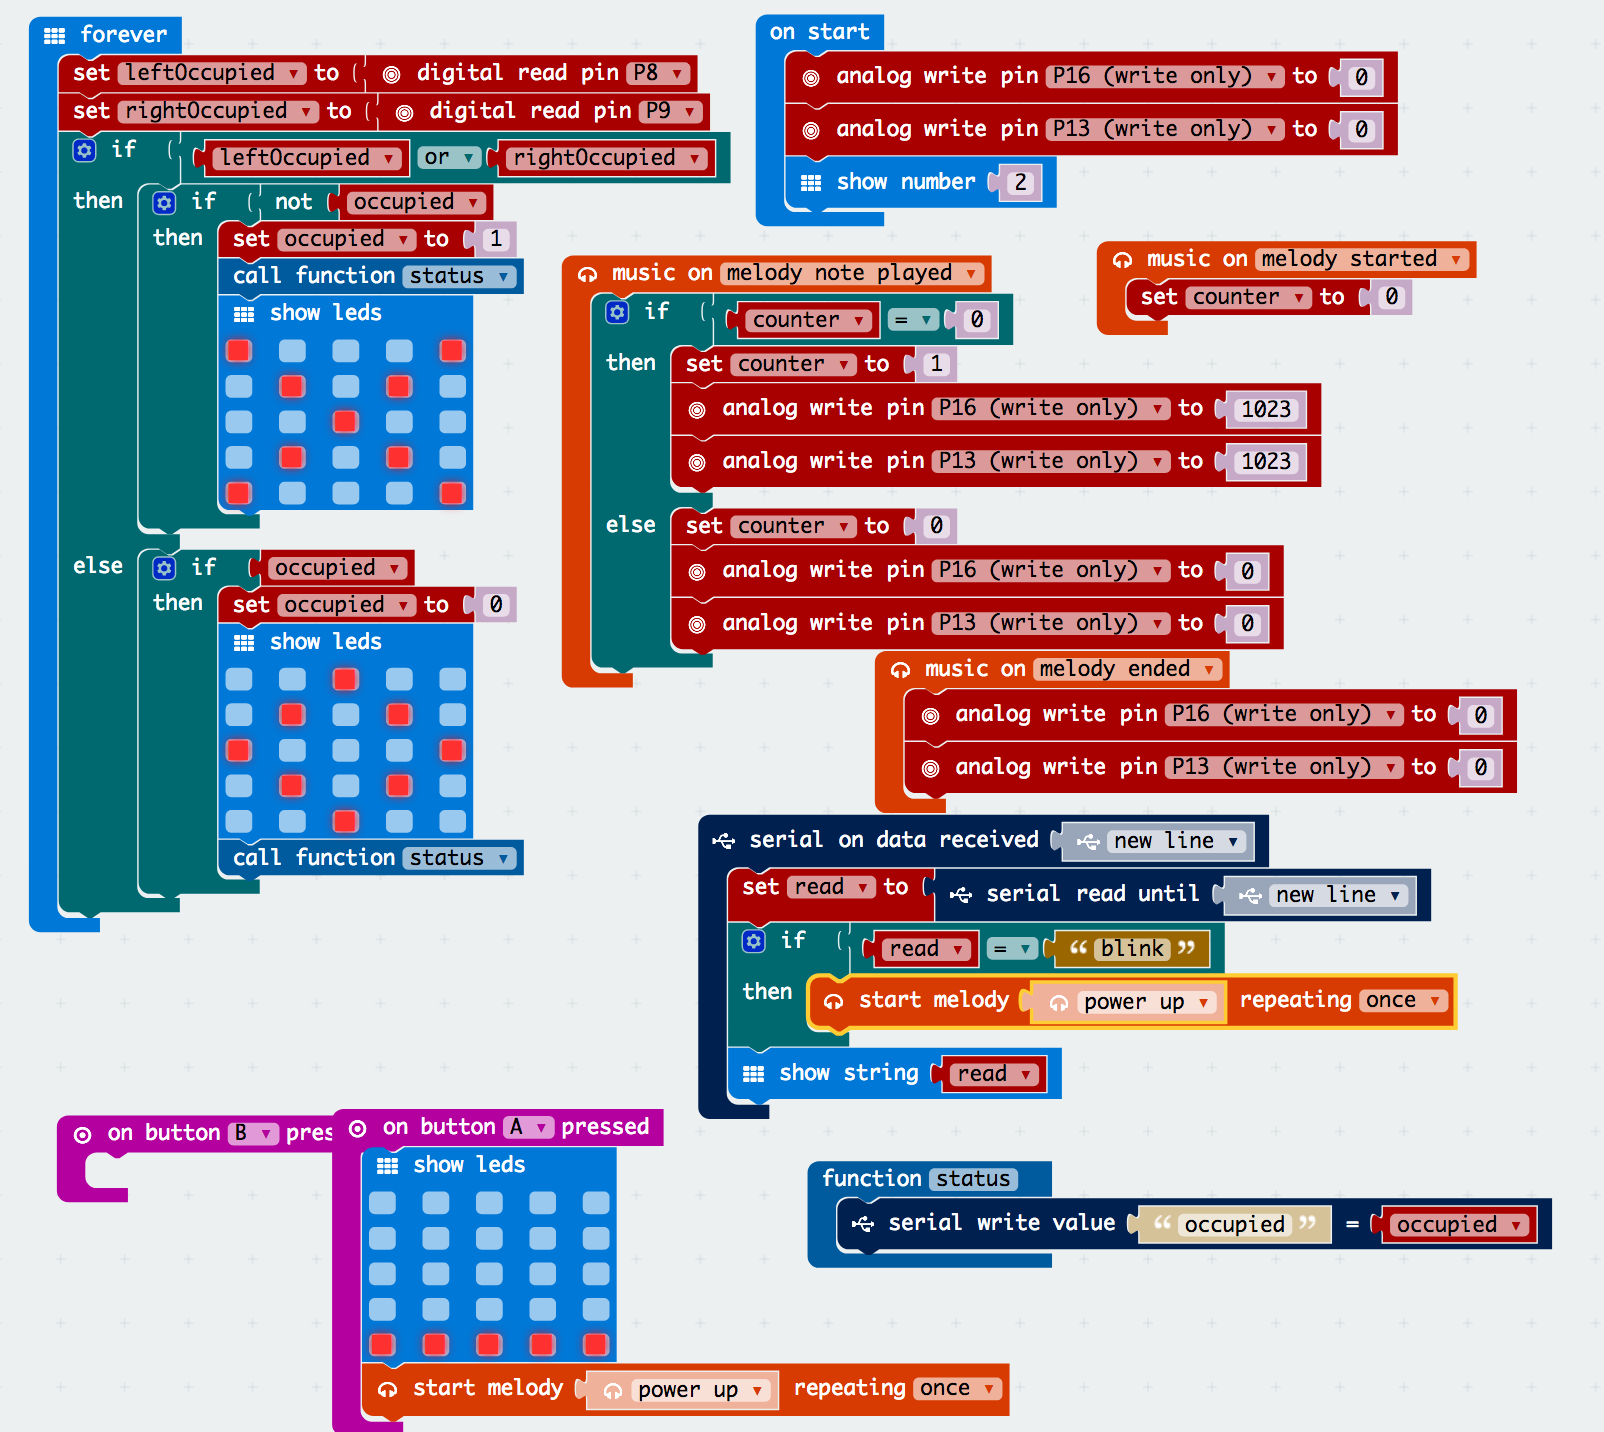 forever
set leftOccupied to digital read pin P8
set rightOccupied to digital read pin P9
if leftOccupied or rightOccupied
then if not occupied
then set occupied to 1
call function status
show leds
else if occupied
then set occupied to 0
show leds
call function status
on start
analog write pin P16 (write only) to 0
analog write pin P13 (write only) to 0
show number 2
music on melody note played
if counter = 0
then set counter to 1
analog write pin P16 (write only) to 1023
analog write pin P13 (write only) to 1023
else set counter to 0
analog write pin P16 (write only) to 0
analog write pin P13 (write only) to 0
music on melody started
set counter to 0
music on melody ended
analog write pin P16 (write only) to 0
analog write pin P13 (write only) to 0
serial on data received new line
set read to serial read until new line
if read = “ blink ”
then start melody power up repeating once
show string read
on button B pres
on button A pressed
show leds
start melody power up repeating once
function status
serial write value “ occupied ” = occupied